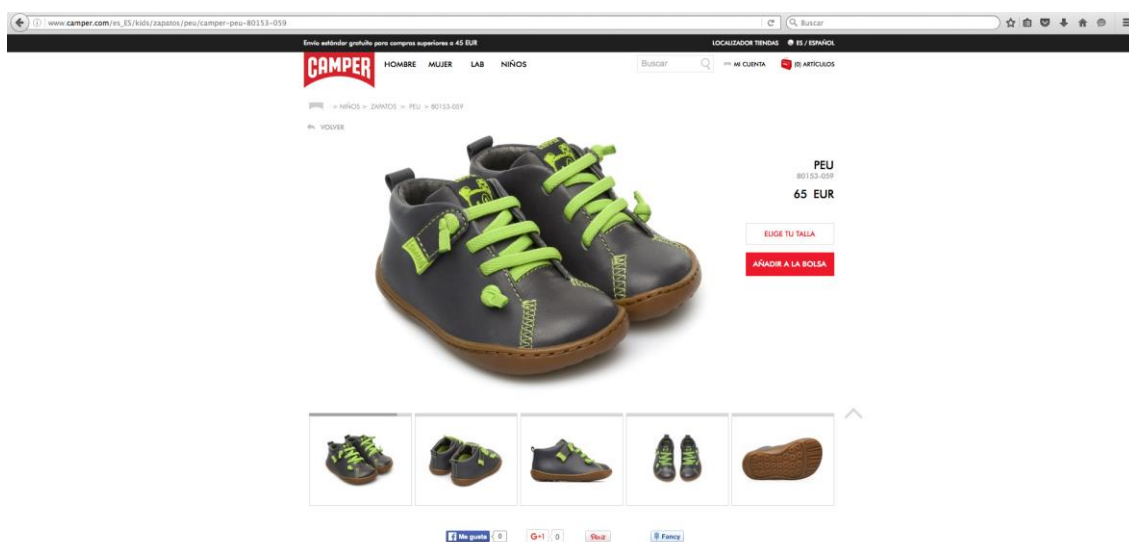 www.camper.com/es_ES/kids/zapatos/peu/camper-peu-80153-059
Buscar
Envío estándar gratuito para compras superiores a 45 EUR
LOCALIZADOR TIENDAS
ES / ESPAÑOL
CAMPER
HOMBRE MUJER LAB NIÑOS
Buscar
MI CUENTA
(0) ARTÍCULOS
> NIÑOS > ZAPATOS > PEU > 80153-059
VOLVER
PEU
80153-059
65 EUR
ELIGE TU TALLA
AÑADIR A LA BOLSA
Me gusta 0
G+1 0
Pin it
Fancy